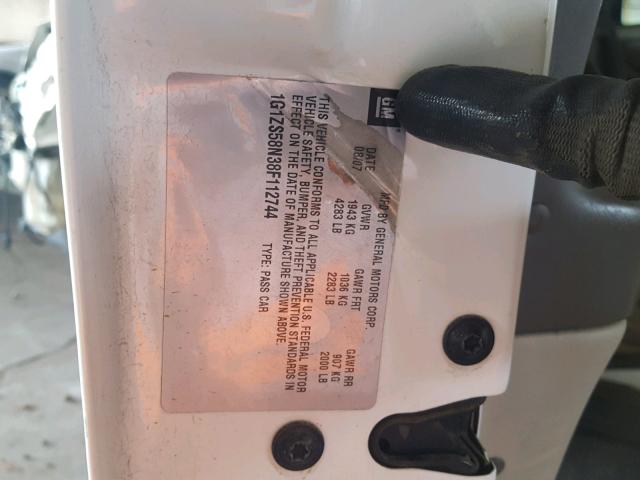 GM
MFD BY GENERAL MOTORS CORP.
DATE GVWR GAWR FRT GAWR RR
08/07 1943 KG 1036 KG 907 KG
4283 LB 2283 LB 2000 LB
THIS VEHICLE CONFORMS TO ALL APPLICABLE U.S. FEDERAL MOTOR
VEHICLE SAFETY, BUMPER, AND THEFT PREVENTION STANDARDS IN
EFFECT ON THE DATE OF MANUFACTURE SHOWN ABOVE.
1G1ZS58N38F112744 TYPE: PASS CAR